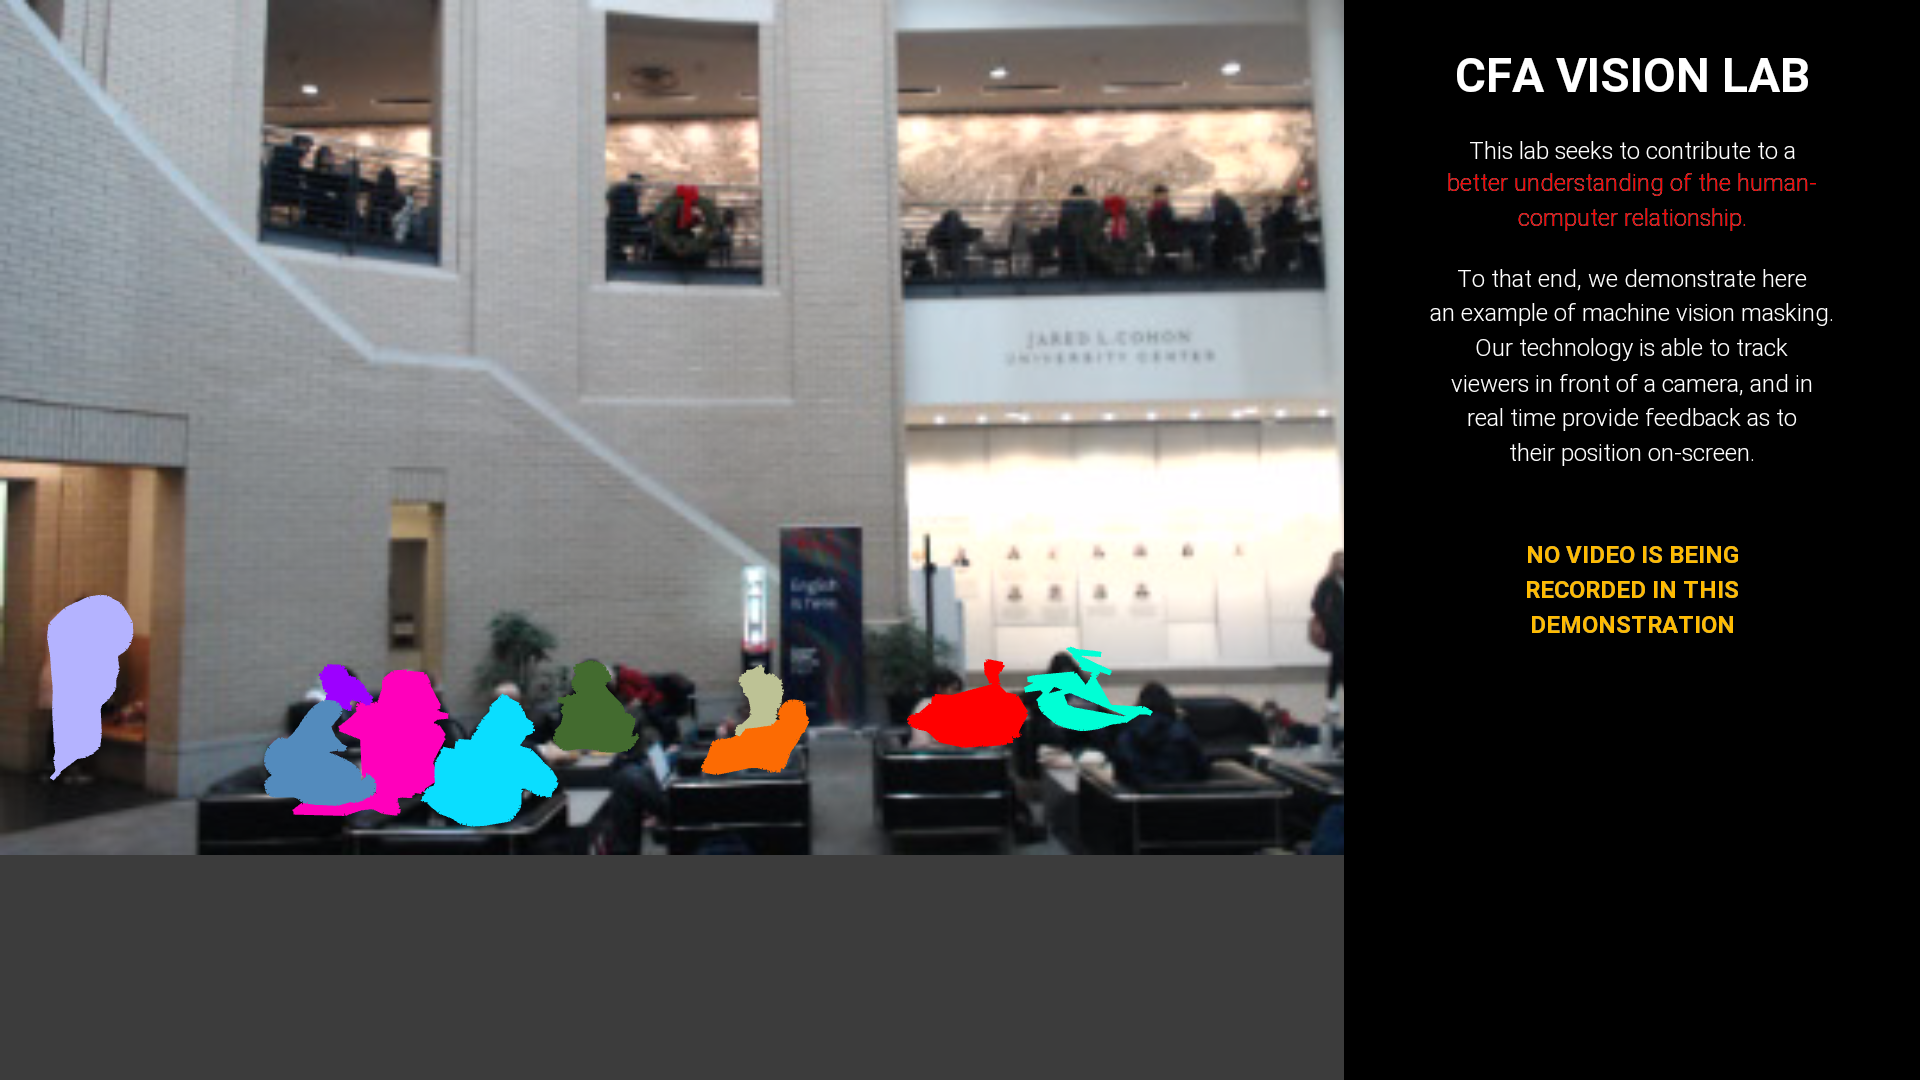 CFA VISION LAB
This lab seeks to contribute to a
better understanding of the human-
computer relationship.
To that end, we demonstrate here
an example of machine vision masking.
Our technology is able to track
viewers in front of a camera, and in
real time provide feedback as to
their position on-screen.
NO VIDEO IS BEING
RECORDED IN THIS
DEMONSTRATION
JARED L. COHON
UNIVERSITY CENTER
English
is here